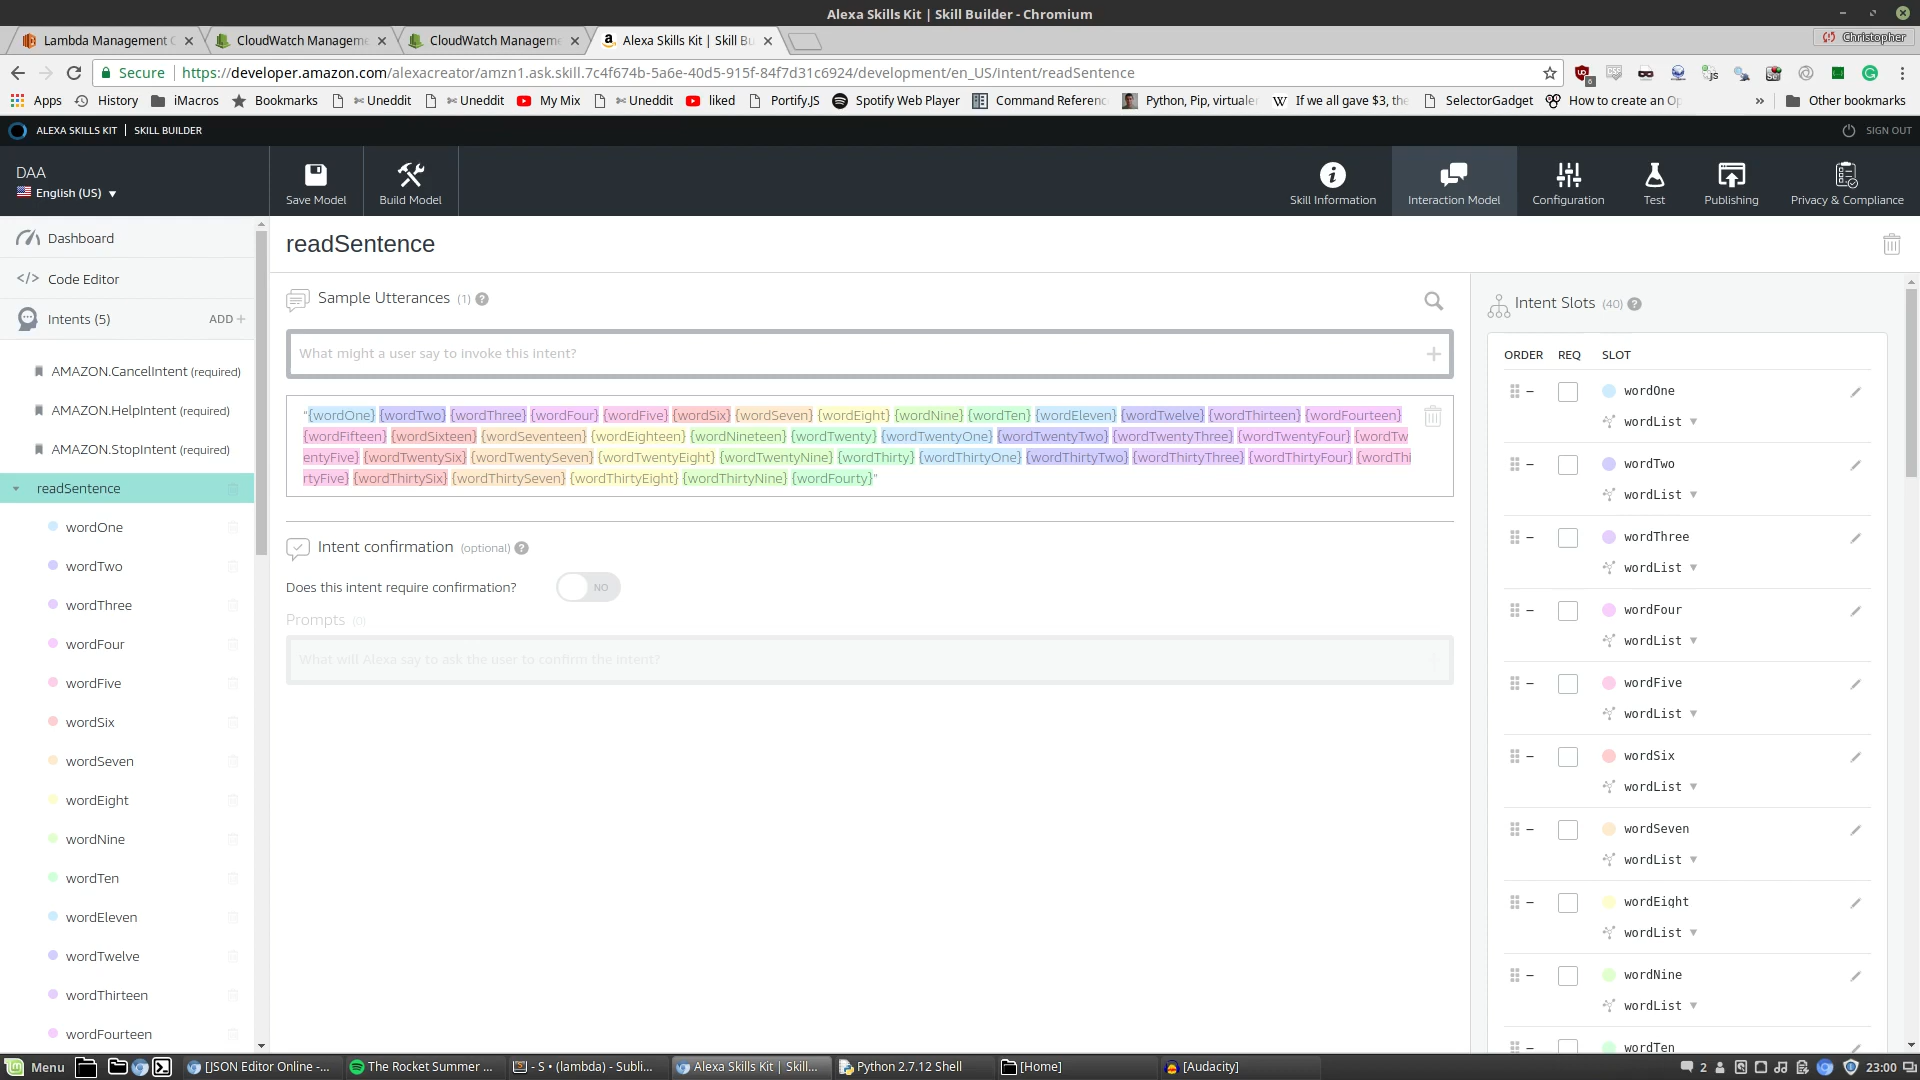 Alexa Skills Kit | Skill Builder - Chromium
Lambda Management C
CloudWatch Manageme
CloudWatch Manageme
Alexa Skills Kit | Skill Bu
Christopher
Secure
https://developer.amazon.com/alexacreator/amzn1.ask.skill.7c4f674b-5a6e-40d5-915f-84f7d31c6924/development/en_US/intent/readSentence
Apps History iMacros Bookmarks Uneddit Uneddit My Mix Uneddit liked Portify.JS Spotify Web Player Command Referenc Python, Pip, virtualen If we all gave $3, the SelectorGadget How to create an Op » Other bookmarks
ALEXA SKILLS KIT | SKILL BUILDER
SIGN OUT
DAA
English (US)
Save Model
Build Model
Skill Information
Interaction Model
Configuration
Test
Publishing
Privacy & Compliance
Dashboard
</> Code Editor
Intents (5)
ADD +
AMAZON.CancelIntent (required)
AMAZON.HelpIntent (required)
AMAZON.StopIntent (required)
readSentence
wordOne
wordTwo
wordThree
wordFour
wordFive
wordSix
wordSeven
wordEight
wordNine
wordTen
wordEleven
wordTwelve
wordThirteen
wordFourteen
readSentence
Sample Utterances (1) ?
What might a user say to invoke this intent?
"{wordOne} {wordTwo} {wordThree} {wordFour} {wordFive} {wordSix} {wordSeven} {wordEight} {wordNine} {wordTen} {wordEleven} {wordTwelve} {wordThirteen} {wordFourteen}
{wordFifteen} {wordSixteen} {wordSeventeen} {wordEighteen} {wordNineteen} {wordTwenty} {wordTwentyOne} {wordTwentyTwo} {wordTwentyThree} {wordTwentyFour} {wordTw
entyFive} {wordTwentySix} {wordTwentySeven} {wordTwentyEight} {wordTwentyNine} {wordThirty} {wordThirtyOne} {wordThirtyTwo} {wordThirtyThree} {wordThirtyFour} {wordThi
rtyFive} {wordThirtySix} {wordThirtySeven} {wordThirtyEight} {wordThirtyNine} {wordFourty}"
Intent confirmation (optional) ?
Does this intent require confirmation?
NO
Prompts (0)
What will Alexa say to ask the user to confirm the intent?
Intent Slots (40) ?
ORDER REQ SLOT
wordOne
wordList
wordTwo
wordList
wordThree
wordList
wordFour
wordList
wordFive
wordList
wordSix
wordList
wordSeven
wordList
wordEight
wordList
wordNine
wordList
wordTen
Menu
[JSON Editor Online -...
The Rocket Summer ...
- S • (lambda) - Subli...
Alexa Skills Kit | Skill...
Python 2.7.12 Shell
[Home]
[Audacity]
2
23:00